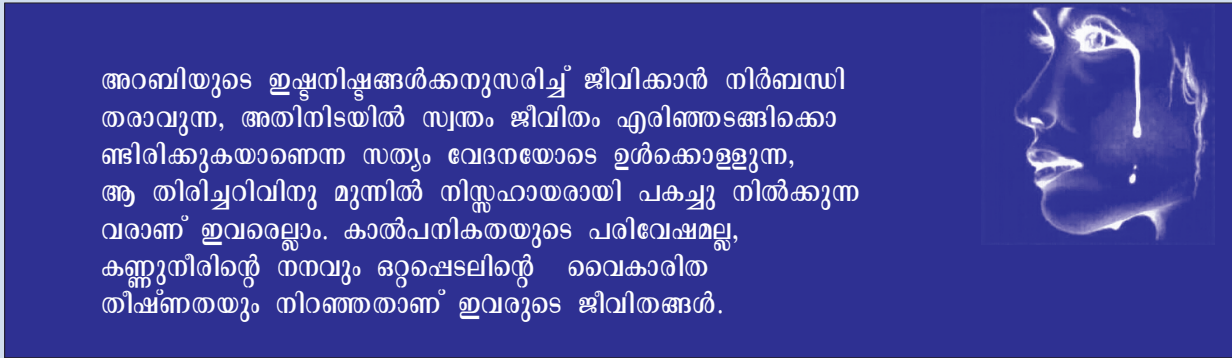 അറബിയുടെ ഇഷ്ടനിഷ്ടങ്ങൾക്കനുസരിച്ച് ജീവിക്കാൻ നിർബന്ധി
തരാവുന്ന, അതിനിടയിൽ സ്വന്തം ജീവിതം എരിഞ്ഞടങ്ങിക്കൊ
ണ്ടിരിക്കുകയാണെന്ന സത്യം വേദനയോടെ ഉൾക്കൊളളുന്ന,
ആ തിരിച്ചറിവിനു മുന്നിൽ നിസ്സഹായരായി പകച്ചു നിൽക്കുന്ന
വരാണ് ഇവരെല്ലാം. കാൽപനികതയുടെ പരിവേഷമല്ല,
കണ്ണുനീരിന്റെ നനവും ഒറ്റപ്പെടലിന്റെ വൈകാരിത
തീഷ്ണതയും നിറഞ്ഞതാണ് ഇവരുടെ ജീവിതങ്ങൾ.